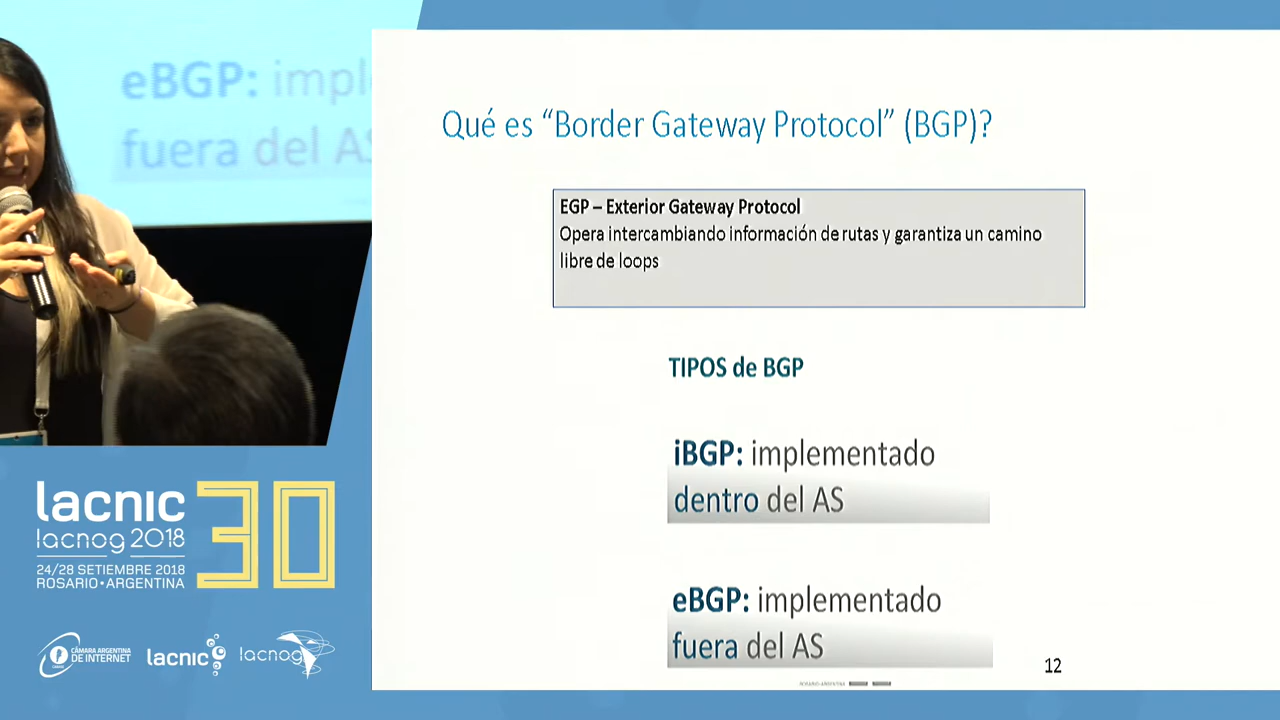 eBGP: impl
fuera del AS
Qué es “Border Gateway Protocol” (BGP)?
EGP – Exterior Gateway Protocol
Opera intercambiando información de rutas y garantiza un camino
libre de loops
TIPOS de BGP
iBGP: implementado
dentro del AS
eBGP: implementado
fuera del AS
12
lacnic 30
lacnog 2018
24/28 SETIEMBRE 2018
ROSARIO•ARGENTINA
CÁMARA ARGENTINA
DE INTERNET
lacnic
lacnog